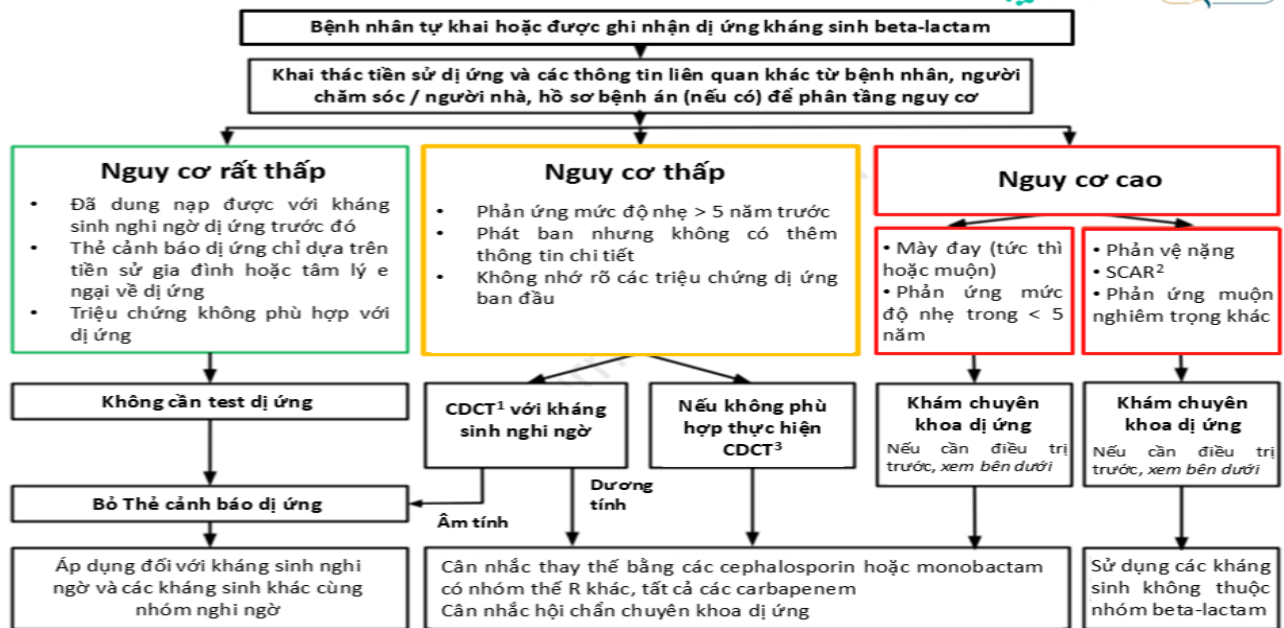 Bệnh nhân tự khai hoặc được ghi nhận dị ứng kháng sinh beta-lactam
Khai thác tiền sử dị ứng và các thông tin liên quan khác từ bệnh nhân, người
chăm sóc / người nhà, hồ sơ bệnh án (nếu có) để phân tầng nguy cơ
Nguy cơ rất thấp
• Đã dung nạp được với kháng
sinh nghi ngờ dị ứng trước đó
• Thẻ cảnh báo dị ứng chỉ dựa trên
tiền sử gia đình hoặc tâm lý e
ngại về dị ứng
• Triệu chứng không phù hợp với
dị ứng
Nguy cơ thấp
• Phản ứng mức độ nhẹ > 5 năm trước
• Phát ban nhưng không có thêm
thông tin chi tiết
• Không nhớ rõ các triệu chứng dị ứng
ban đầu
Nguy cơ cao
• Mày đay (tức thì
hoặc muộn)
• Phản ứng mức
độ nhẹ trong < 5
năm
• Phản vệ nặng
• SCAR²
• Phản ứng muộn
nghiêm trọng khác
Không cần test dị ứng
CDCT¹ với kháng
sinh nghi ngờ
Nếu không phù
hợp thực hiện
CDCT³
Khám chuyên
khoa dị ứng
Nếu cần điều trị
trước, xem bên dưới
Khám chuyên
khoa dị ứng
Nếu cần điều trị
trước, xem bên dưới
Bỏ Thẻ cảnh báo dị ứng
Âm tính
Dương
tính
Áp dụng đối với kháng sinh nghi
ngờ và các kháng sinh khác cùng
nhóm nghi ngờ
Cân nhắc thay thế bằng các cephalosporin hoặc monobactam
có nhóm thế R khác, tất cả các carbapenem
Cân nhắc hội chẩn chuyên khoa dị ứng
Sử dụng các kháng
sinh không thuộc
nhóm beta-lactam